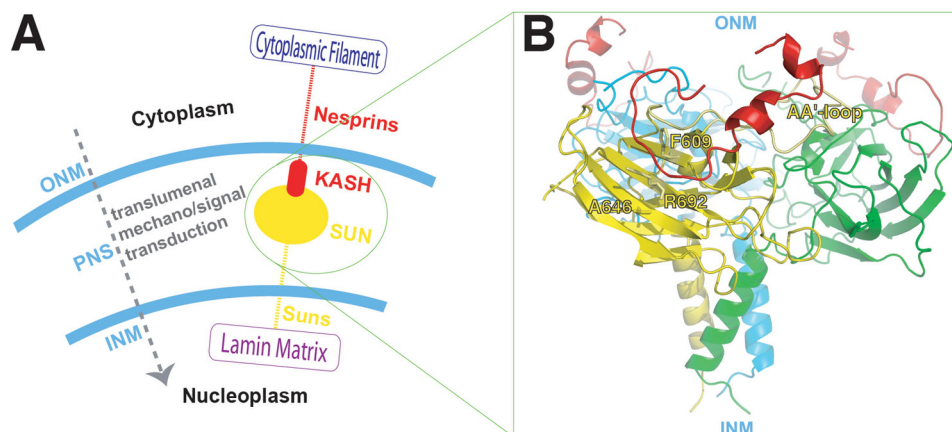 A
Cytoplasmic Filament
Cytoplasm
Nesprins
ONM
KASH
translumenal
mechano/signal
transduction
PNS
SUN
INM
Suns
Lamin Matrix
Nucleoplasm
B
ONM
AA'-loop
F609
A646
R692
INM